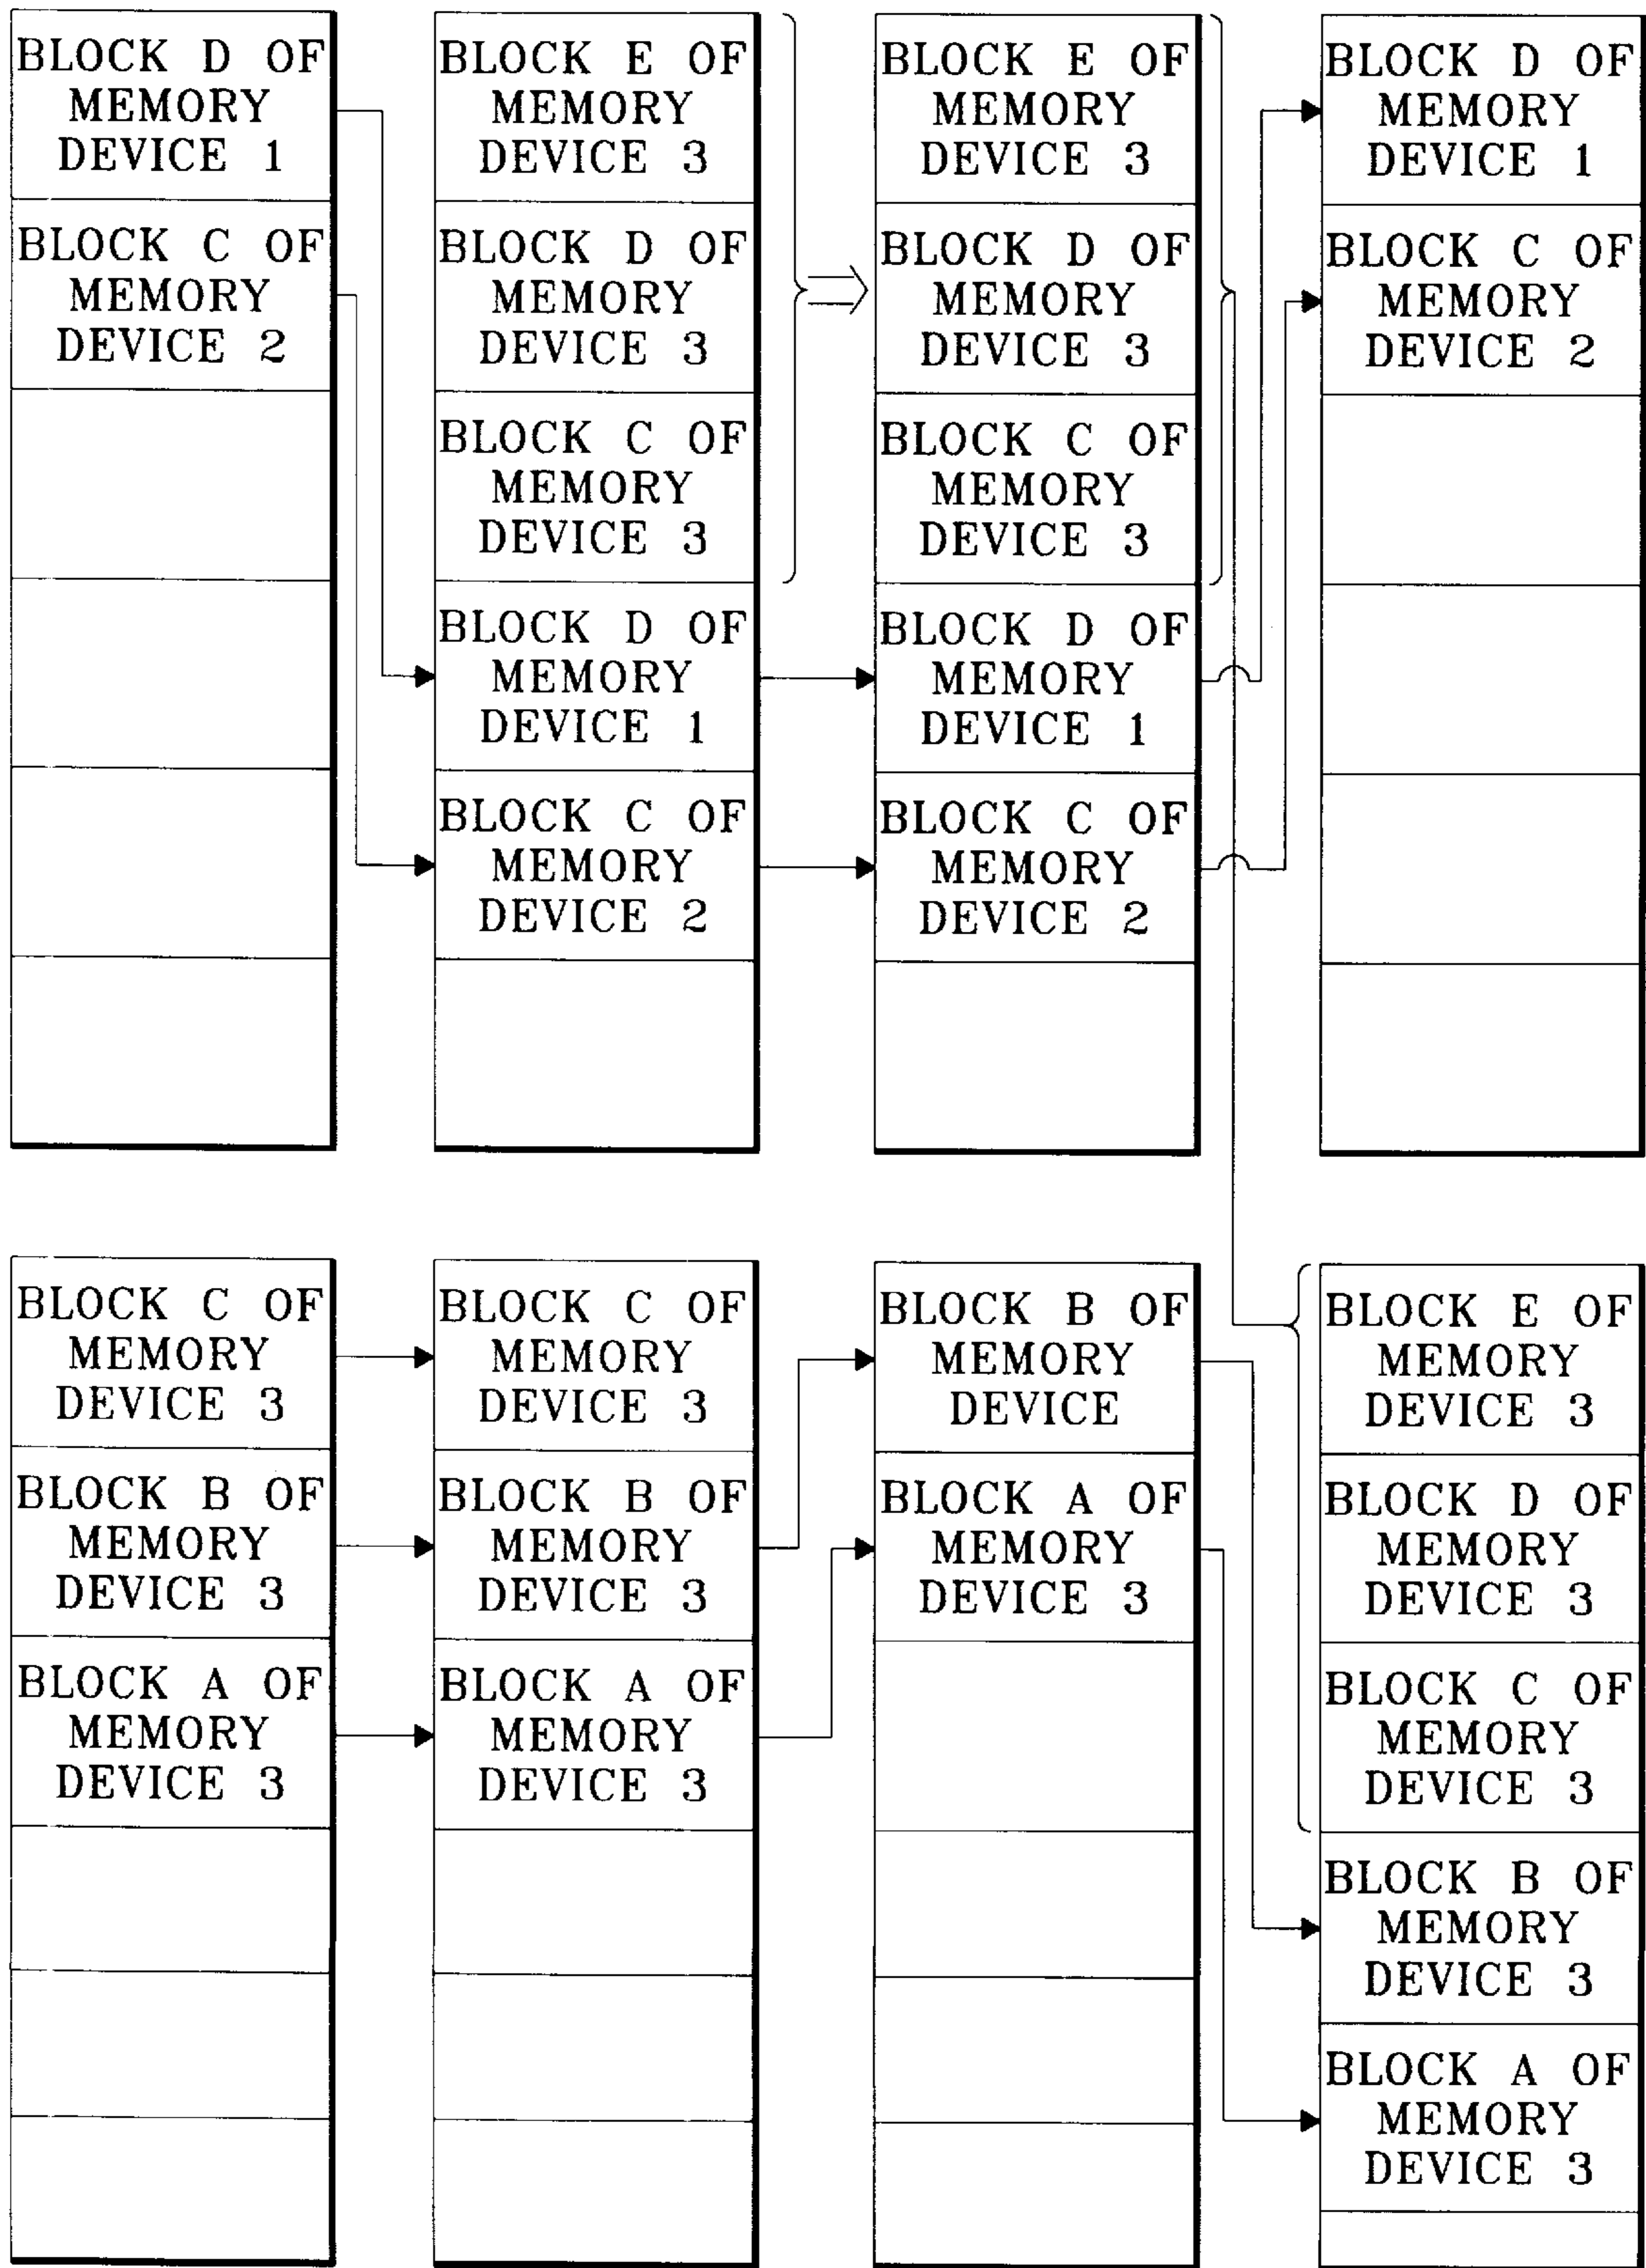 BLOCK D OF
MEMORY
DEVICE 1
BLOCK C OF
MEMORY
DEVICE 2
BLOCK E OF
MEMORY
DEVICE 3
BLOCK D OF
MEMORY
DEVICE 3
BLOCK C OF
MEMORY
DEVICE 3
BLOCK D OF
MEMORY
DEVICE 1
BLOCK C OF
MEMORY
DEVICE 2
BLOCK E OF
MEMORY
DEVICE 3
BLOCK D OF
MEMORY
DEVICE 3
BLOCK C OF
MEMORY
DEVICE 3
BLOCK D OF
MEMORY
DEVICE 1
BLOCK C OF
MEMORY
DEVICE 2
BLOCK D OF
MEMORY
DEVICE 1
BLOCK C OF
MEMORY
DEVICE 2
BLOCK C OF
MEMORY
DEVICE 3
BLOCK B OF
MEMORY
DEVICE 3
BLOCK A OF
MEMORY
DEVICE 3
BLOCK C OF
MEMORY
DEVICE 3
BLOCK B OF
MEMORY
DEVICE 3
BLOCK A OF
MEMORY
DEVICE 3
BLOCK B OF
MEMORY
DEVICE
BLOCK A OF
MEMORY
DEVICE 3
BLOCK E OF
MEMORY
DEVICE 3
BLOCK D OF
MEMORY
DEVICE 3
BLOCK C OF
MEMORY
DEVICE 3
BLOCK B OF
MEMORY
DEVICE 3
BLOCK A OF
MEMORY
DEVICE 3